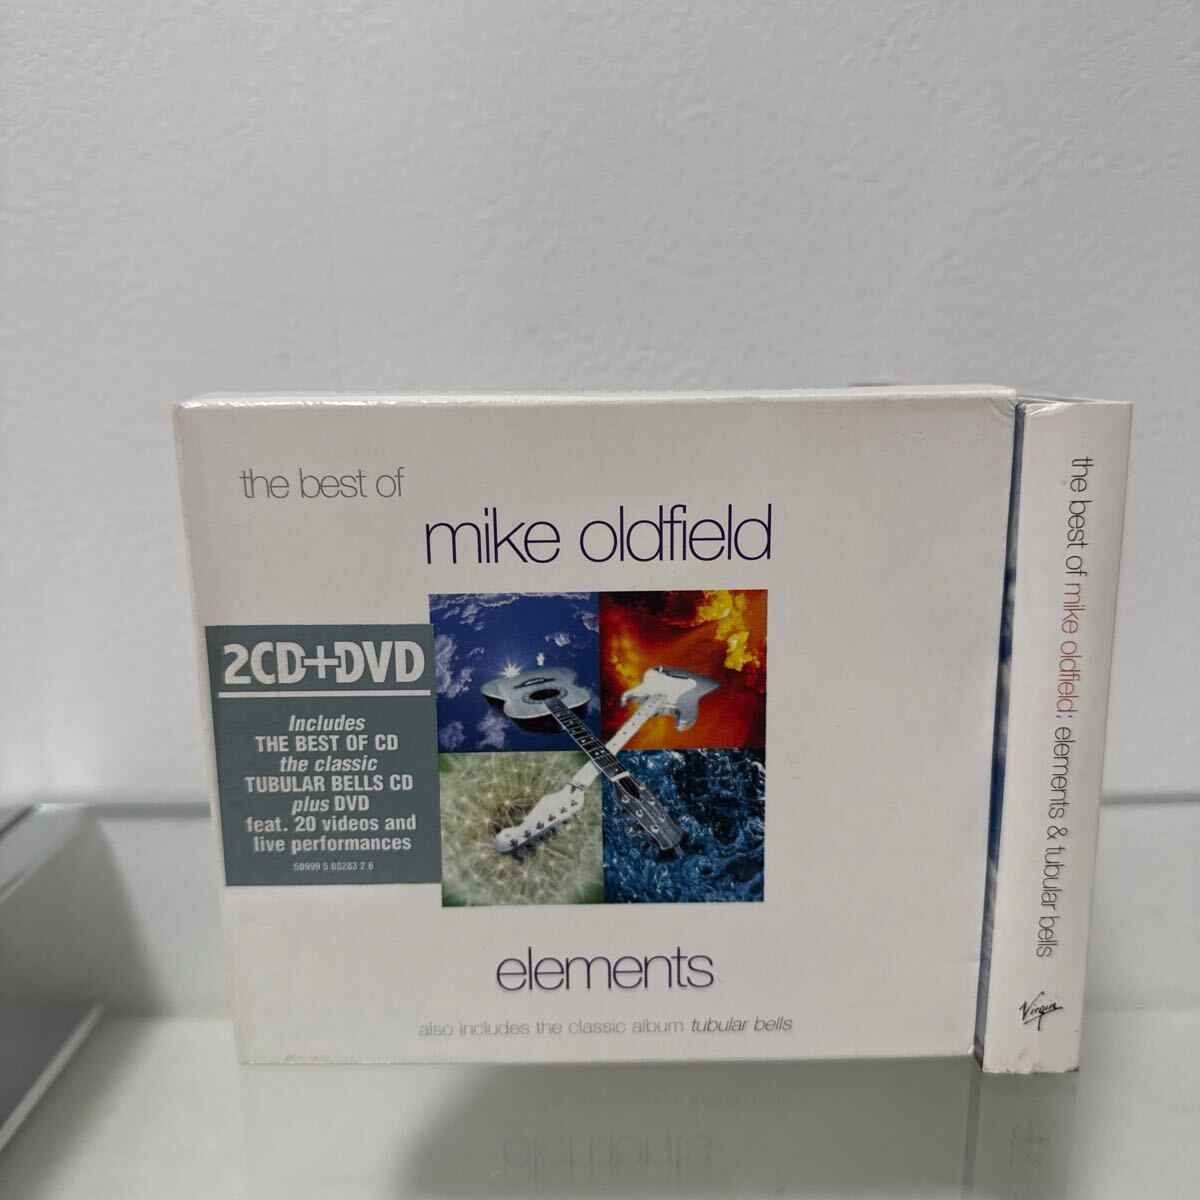 the best of
mike oldfield
2CD+DVD
Includes
THE BEST OF CD
the classic
TUBULAR BELLS CD
plus DVD
feat. 20 videos and
live performances
50999 5 08283 2 6
elements
also includes the classic album tubular bells
the best of mike oldfield: elements & tubular bells
Virgin